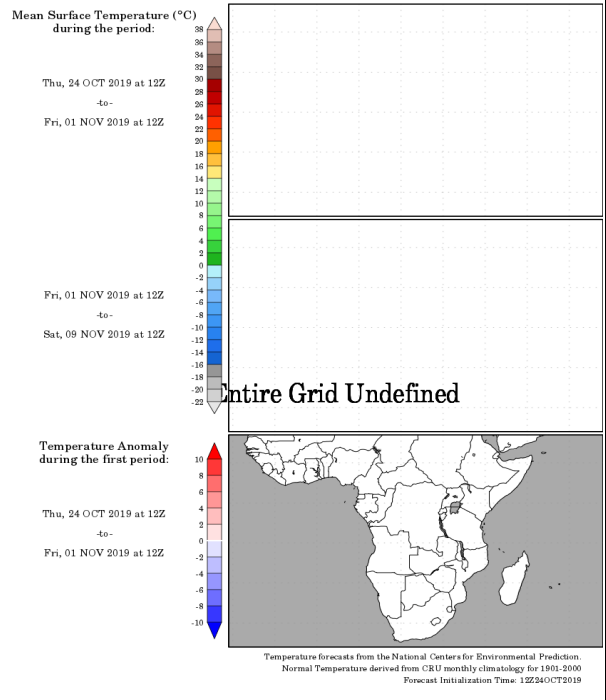 Mean Surface Temperature (°C)
during the period:
38
36
34
32
30
28
26
24
22
20
18
16
14
12
10
8
6
4
2
0
-2
-4
-6
-8
-10
-12
-14
-16
-18
-20
-22
Thu, 24 OCT 2019 at 12Z
-to-
Fri, 01 NOV 2019 at 12Z
Fri, 01 NOV 2019 at 12Z
-to-
Sat, 09 NOV 2019 at 12Z
Entire Grid Undefined
Temperature Anomaly
during the first period:
10
8
6
4
2
0
-2
-4
-6
-8
-10
Thu, 24 OCT 2019 at 12Z
-to-
Fri, 01 NOV 2019 at 12Z
Temperature forecasts from the National Centers for Environmental Prediction.
Normal Temperature derived from CRU monthly climatology for 1901-2000
Forecast Initialization Time: 12Z24OCT2019